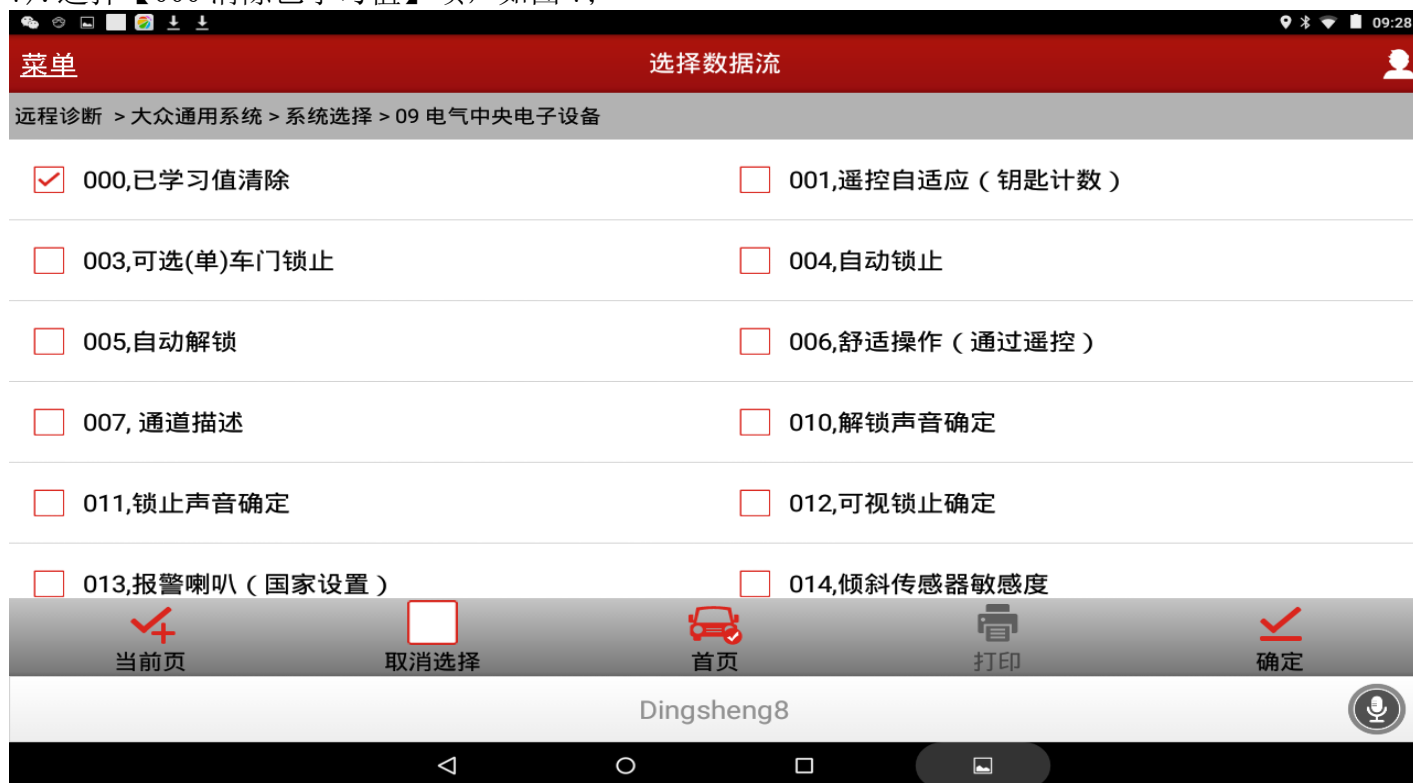 09:28
菜单
选择数据流
远程诊断 > 大众通用系统 > 系统选择 > 09 电气中央电子设备
000,已学习值清除
001,遥控自适应（钥匙计数）
003,可选(单)车门锁止
004,自动锁止
005,自动解锁
006,舒适操作（通过遥控）
007, 通道描述
010,解锁声音确定
011,锁止声音确定
012,可视锁止确定
013,报警喇叭（国家设置）
014,倾斜传感器敏感度
当前页
取消选择
首页
打印
确定
Dingsheng8